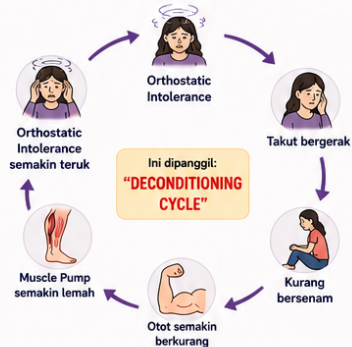 Orthostatic
Intolerance
Takut bergerak
Kurang
bersenam
Otot semakin
berkurang
Muscle Pump
semakin lemah
Orthostatic
Intolerance
semakin teruk
Ini dipanggil:
"DECONDITIONING
CYCLE"